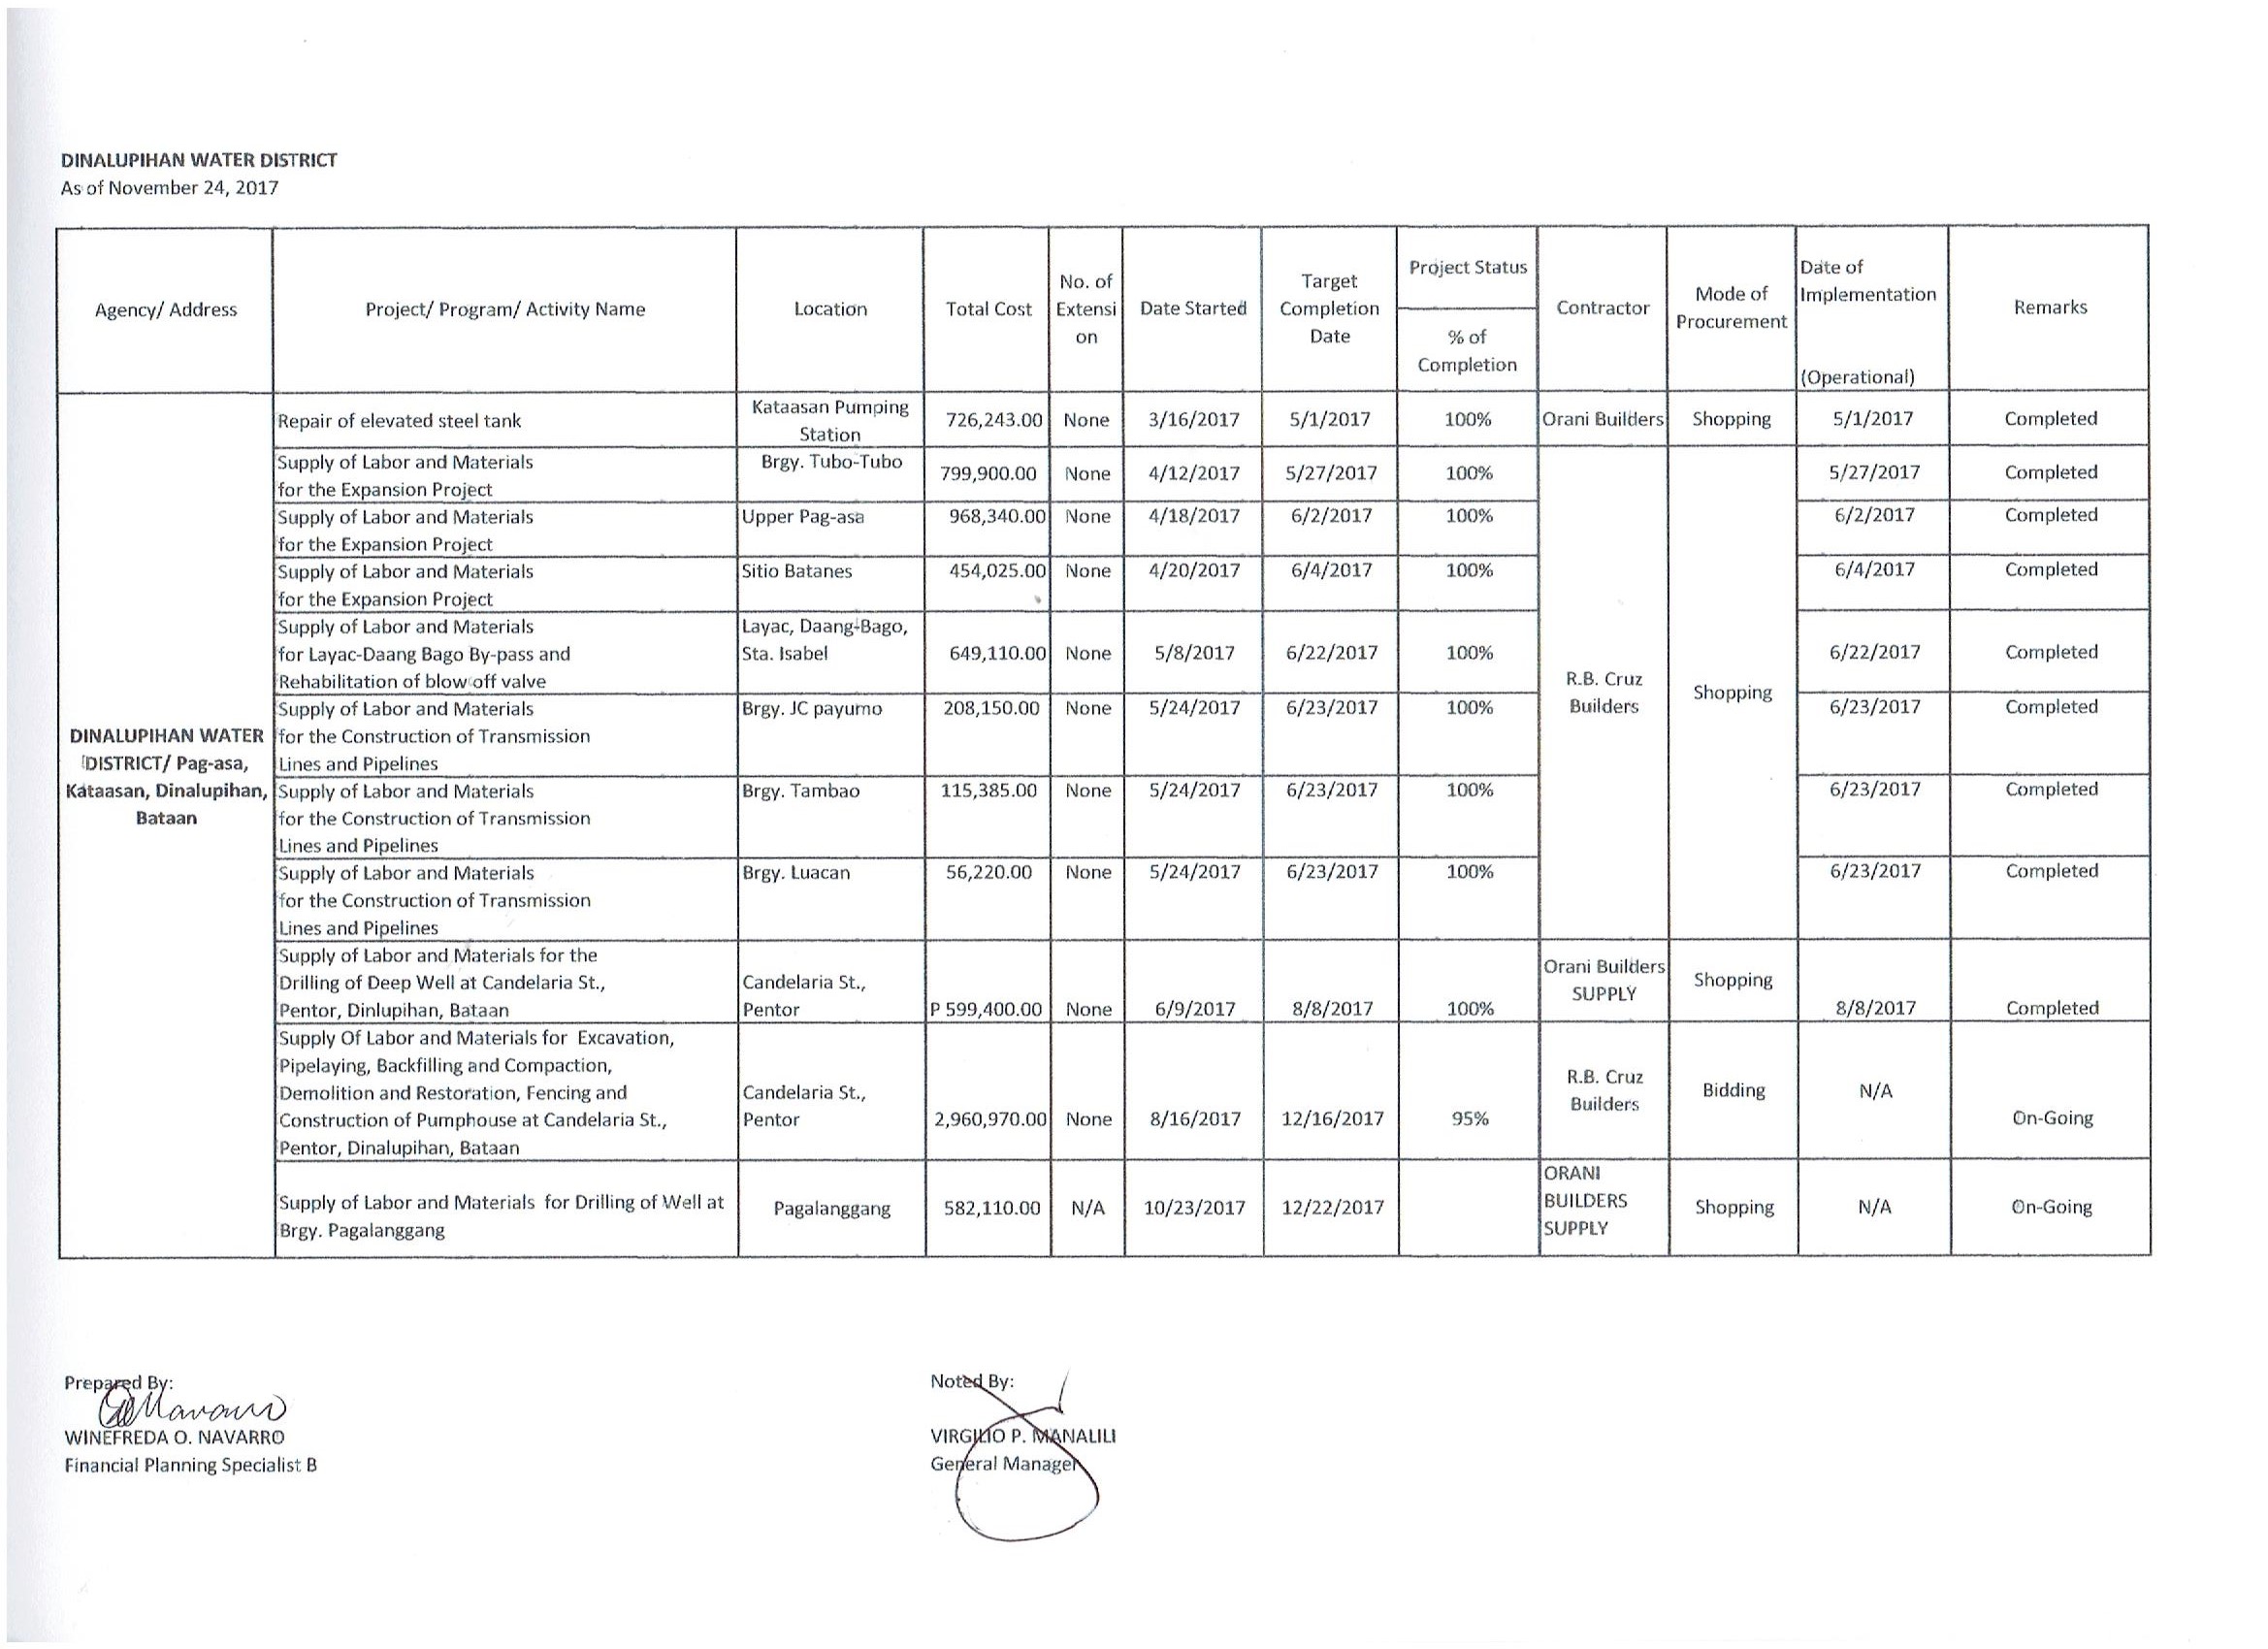 DINALUPIHAN WATER DISTRICT
As of November 24, 2017
Agency/ Address
Project/ Program/ Activity Name
Location
Total Cost
No. of
Extensi
on
Date Started
Target
Completion
Date
Project Status
% of
Completion
Contractor
Mode of
Procurement
Date of
Implementation
(Operational)
Remarks
DINALUPIHAN WATER
DISTRICT/ Pag-asa,
Kataasan, Dinalupihan,
Bataan
Repair of elevated steel tank
Kataasan Pumping
Station
726,243.00 None 3/16/2017 5/1/2017 100% Orani Builders Shopping 5/1/2017 Completed
Supply of Labor and Materials
for the Expansion Project
Brgy. Tubo-Tubo
799,900.00 None 4/12/2017 5/27/2017 100% 5/27/2017 Completed
Supply of Labor and Materials
for the Expansion Project
Upper Pag-asa 968,340.00 None 4/18/2017 6/2/2017 100% 6/2/2017 Completed
Supply of Labor and Materials
for the Expansion Project
Sitio Batanes 454,025.00 None 4/20/2017 6/4/2017 100% 6/4/2017 Completed
Supply of Labor and Materials
for Layac-Daang Bago By-pass and
Rehabilitation of blow off valve
Layac, Daang-Bago,
Sta. Isabel
649,110.00 None 5/8/2017 6/22/2017 100% 6/22/2017 Completed
R.B. Cruz
Builders
Shopping
Supply of Labor and Materials
for the Construction of Transmission
Lines and Pipelines
Brgy. JC payumo 208,150.00 None 5/24/2017 6/23/2017 100% 6/23/2017 Completed
Supply of Labor and Materials
for the Construction of Transmission
Lines and Pipelines
Brgy. Tambao 115,385.00 None 5/24/2017 6/23/2017 100% 6/23/2017 Completed
Supply of Labor and Materials
for the Construction of Transmission
Lines and Pipelines
Brgy. Luacan 56,220.00 None 5/24/2017 6/23/2017 100% 6/23/2017 Completed
Supply of Labor and Materials for the
Drilling of Deep Well at Candelaria St.,
Pentor, Dinlupihan, Bataan
Candelaria St.,
Pentor
P 599,400.00 None 6/9/2017 8/8/2017 100%
Orani Builders
SUPPLY
Shopping
8/8/2017 Completed
Supply Of Labor and Materials for Excavation,
Pipelaying, Backfilling and Compaction,
Demolition and Restoration, Fencing and
Construction of Pumphouse at Candelaria St.,
Pentor, Dinalupihan, Bataan
Candelaria St.,
Pentor
2,960,970.00 None 8/16/2017 12/16/2017 95%
R.B. Cruz
Builders
Bidding
N/A
On-Going
Supply of Labor and Materials for Drilling of Well at
Brgy. Pagalanggang
Pagalanggang 582,110.00 N/A 10/23/2017 12/22/2017
ORANI
BUILDERS
SUPPLY
Shopping N/A On-Going
Prepared By:
WINEFREDA O. NAVARRO
Financial Planning Specialist B
Noted By:
VIRGILIO P. MANALILI
General Manager